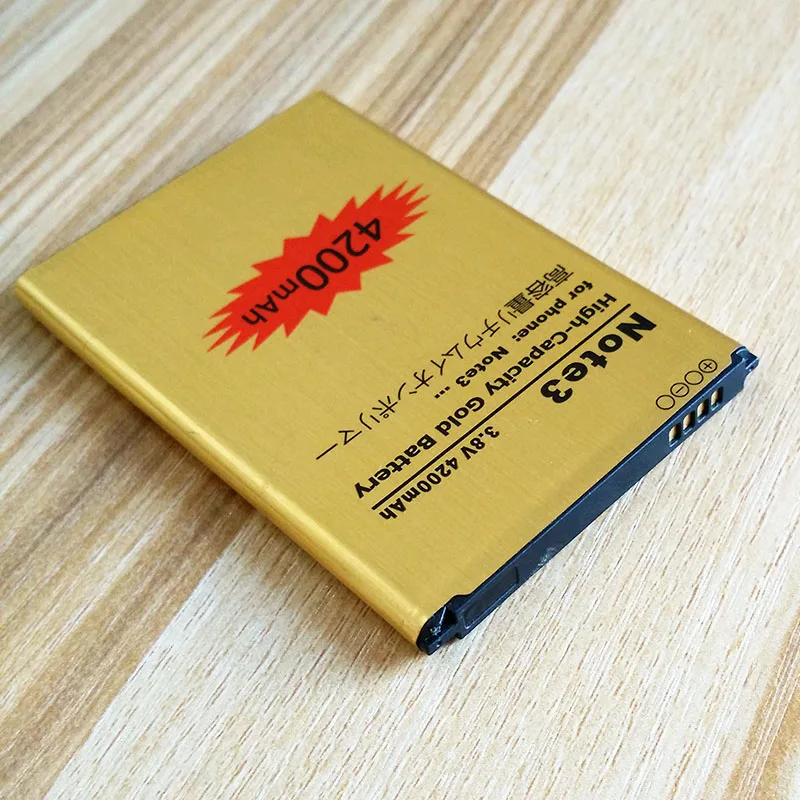 Note3
High-Capacity Gold Battery
3.8V 4200mAh
for phone: Note3 ...
高容量リチウムイオンポリマー
4200mAh